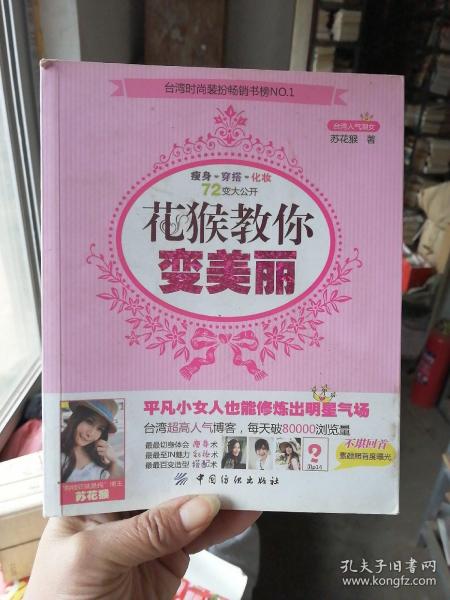 台湾时尚装扮畅销书榜NO.1
台湾人气潮女
苏花猴 著
瘦身 穿搭 化妆
72变大公开
花猴教你
变美丽
平凡小女人也能修炼出明星气场
台湾超高人气博客，每天破80000浏览量
最最切身体会 瘦身术
最最至IN魅力 彩妆术
最最百变造型 搭配术
不堪回首
博主
苏花猴
中国纺织出版社
孔夫子旧书网
www.kongfz.com